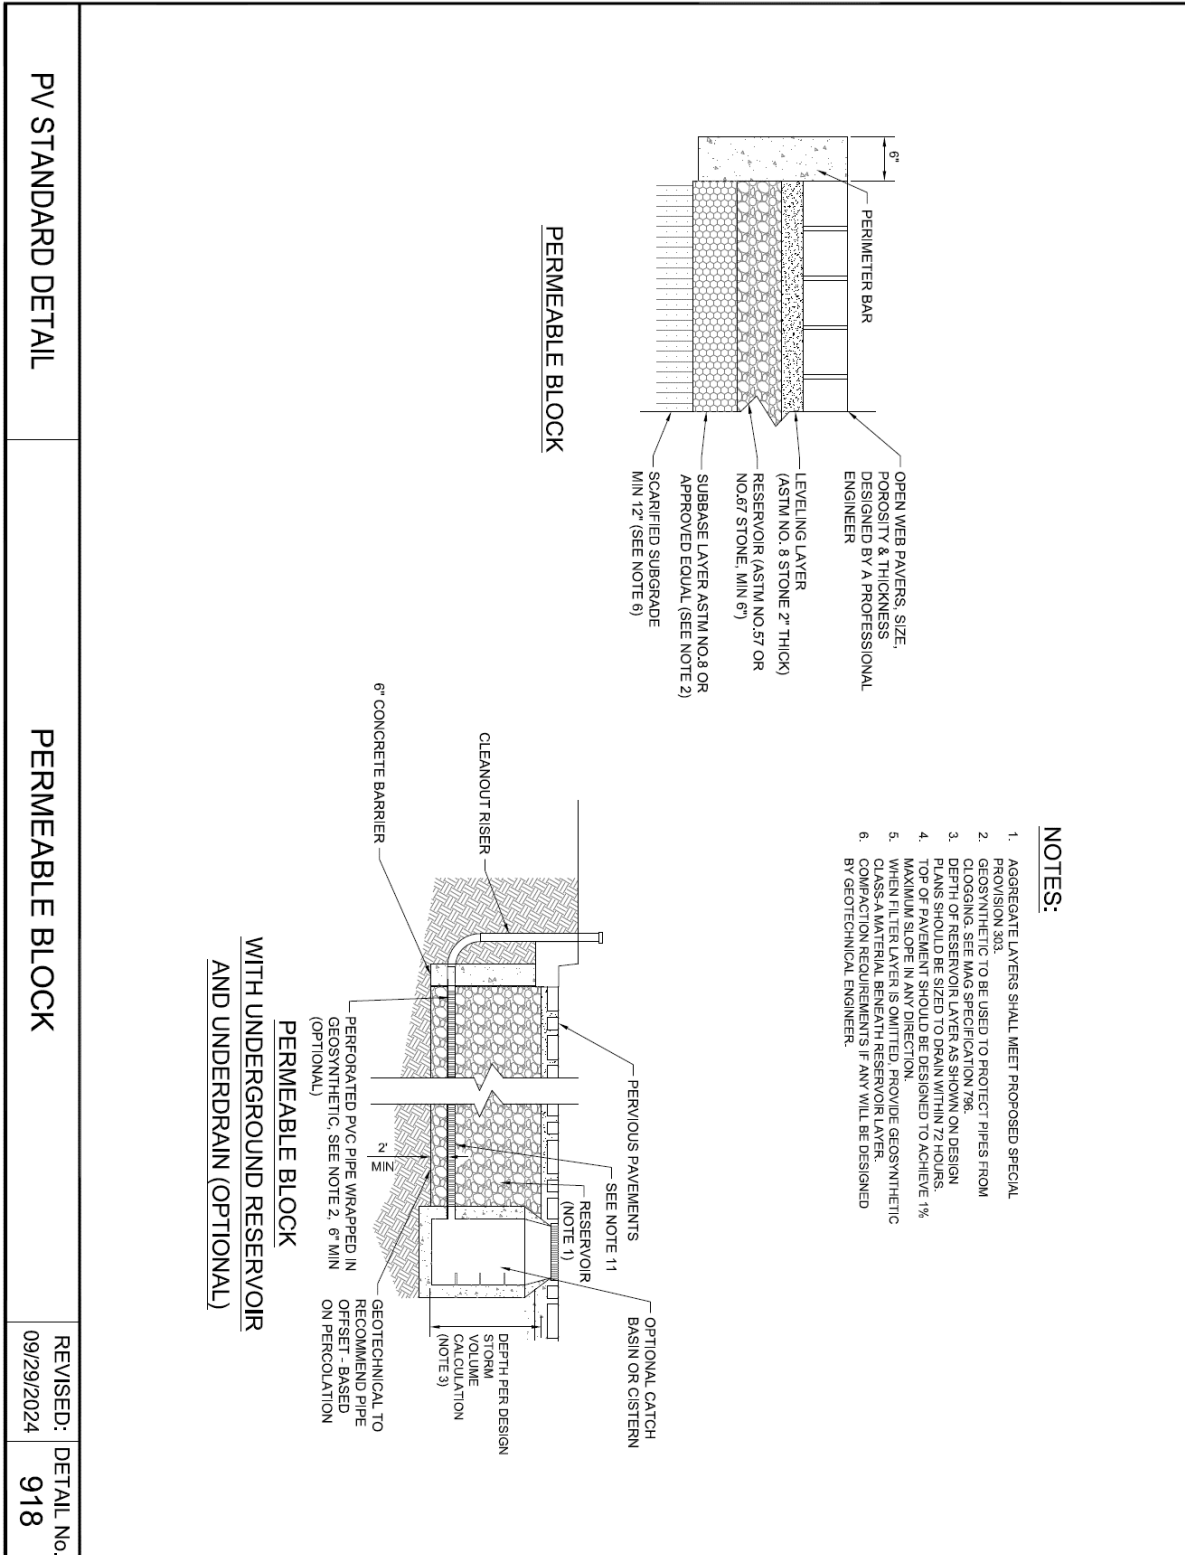 NOTES:
1. AGGREGATE LAYERS SHALL MEET PROPOSED SPECIAL
PROVISION 303.
2. GEOSYNTHETIC TO BE USED TO PROTECT PIPES FROM
CLOGGING. SEE MAG SPECIFICATION 796.
3. DEPTH OF RESERVOIR LAYER AS SHOWN ON DESIGN
PLANS SHOULD BE SIZED TO DRAIN WITHIN 72 HOURS.
4. TOP OF PAVEMENT SHOULD BE DESIGNED TO ACHIEVE 1%
MAXIMUM SLOPE IN ANY DIRECTION.
5. WHEN FILTER LAYER IS OMITTED, PROVIDE GEOSYNTHETIC
CLASS-A MATERIAL BENEATH RESERVOIR LAYER.
6. COMPACTION REQUIREMENTS IF ANY WILL BE DESIGNED
BY GEOTECHNICAL ENGINEER.
6"
PERIMETER BAR
OPEN WEB PAVERS, SIZE,
POROSITY & THICKNESS
DESIGNED BY A PROFESSIONAL
ENGINEER
LEVELING LAYER
(ASTM NO. 8 STONE 2" THICK)
RESERVOIR (ASTM NO.57 OR
NO.67 STONE, MIN 6")
SUBBASE LAYER ASTM NO.8 OR
APPROVED EQUAL (SEE NOTE 2)
SCARIFIED SUBGRADE
MIN 12" (SEE NOTE 6)
PERMEABLE BLOCK
OPTIONAL CATCH
BASIN OR CISTERN
PERVIOUS PAVEMENTS
SEE NOTE 11
RESERVOIR
(NOTE 1)
CLEANOUT RISER
6" CONCRETE BARRIER
DEPTH PER DESIGN
STORM
VOLUME
CALCULATION
(NOTE 3)
2'
MIN
PERFORATED PVC PIPE WRAPPED IN
GEOSYNTHETIC, SEE NOTE 2, 6" MIN
(OPTIONAL)
GEOTECHNICAL TO
RECOMMEND PIPE
OFFSET - BASED
ON PERCOLATION
PERMEABLE BLOCK
WITH UNDERGROUND RESERVOIR
AND UNDERDRAIN (OPTIONAL)
PV STANDARD DETAIL
PERMEABLE BLOCK
REVISED:
09/29/2024
DETAIL No.
918